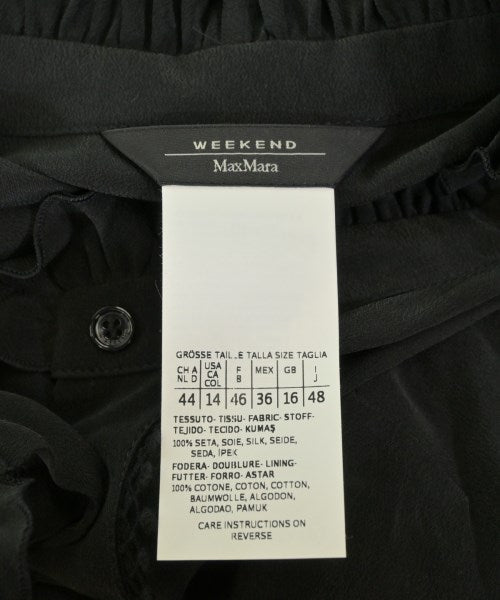 WEEKEND
MaxMara
GRÖSSE TAILLE TALLA SIZE TAGLIA
CH A NL D USA CA COL F B MEX GB I J
44 14 46 36 16 48
TESSUTO- TISSU- FABRIC- STOFF-
TEJIDO- TECIDO- KUMAŞ
100% SETA, SOIE, SILK, SEIDE,
SEDA, İPEK
FODERA- DOUBLURE- LINING-
FUTTER- FORRO- ASTAR
100% COTONE, COTON, COTTON,
BAUMWOLLE, ALGODON,
ALGODAO, PAMUK
CARE INSTRUCTIONS ON
REVERSE